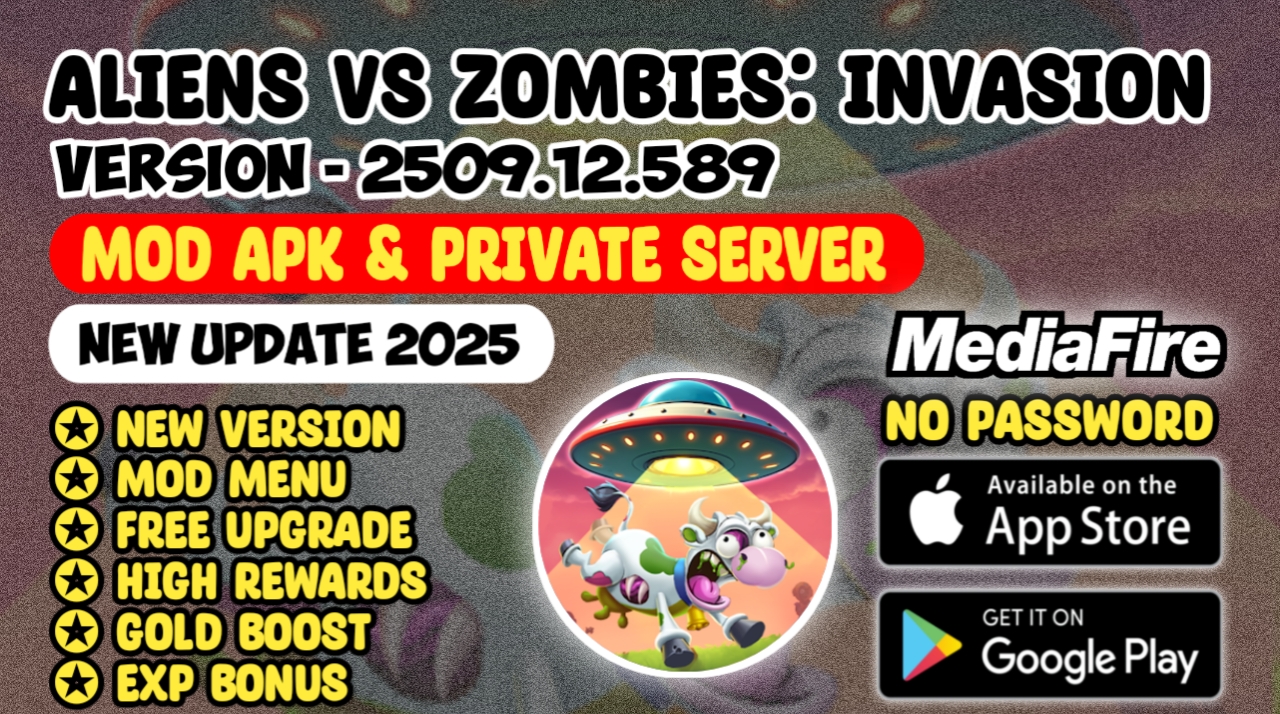 ALIENS VS ZOMBIES: INVASION
VERSION - 2509.12.589
MOD APK & PRIVATE SERVER
NEW UPDATE 2025
NEW VERSION
MOD MENU
FREE UPGRADE
HIGH REWARDS
GOLD BOOST
EXP BONUS
MediaFire
NO PASSWORD
Available on the
App Store
GET IT ON
Google Play